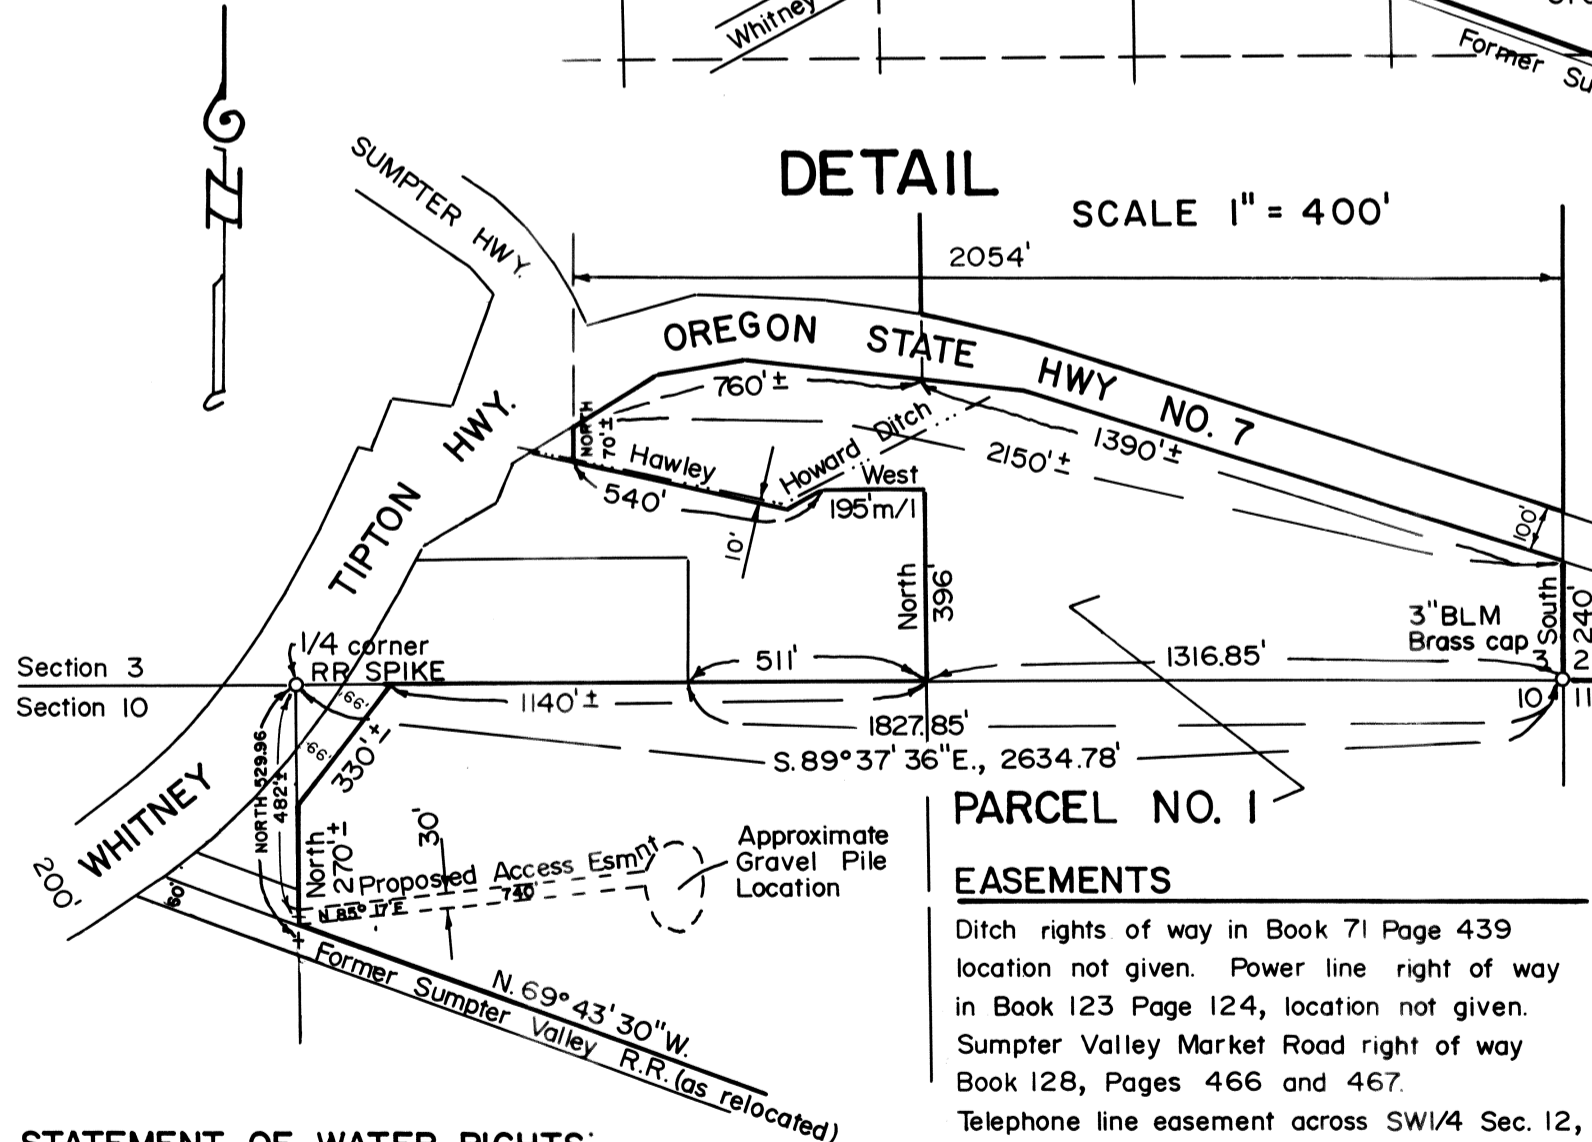 Whitney
Former Su
N
DETAIL
SCALE 1" = 400'
SUMPTER HWY.
2054'
OREGON STATE HWY NO. 7
760'±
NORTH
70'±
Hawley
Howard Ditch
1390'±
2150'±
West
195'm/l
540'
10'
100'
TIPTON HWY.
North
396'
3"BLM
Brass cap
South
240'
1/4 corner
RR SPIKE
Section 3
Section 10
511'
1316.85'
3 2
10 11
1140'±
66'
66'
1827.85'
S.89°37'36"E., 2634.78'
330'±
NORTH 529.96
482'±
WHITNEY
200'
60'
North
270'±
30'
Proposed Access Esmnt
N 85° 17'E
740'
Approximate
Gravel Pile
Location
PARCEL NO. 1
N. 69°43'30"W.
Former Sumpter Valley R.R. (as relocated)
EASEMENTS
Ditch rights of way in Book 71 Page 439
location not given. Power line right of way
in Book 123 Page 124, location not given.
Sumpter Valley Market Road right of way
Book 128, Pages 466 and 467.
Telephone line easement across SW1/4 Sec. 12,
STATEMENT OF WATER RIGHTS: